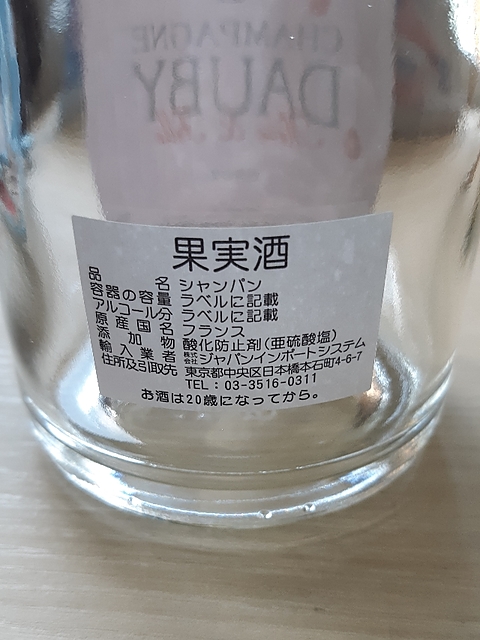 CHAMPAGNE
DAUBY
果実酒
品名 シャンパン
容器の容量 ラベルに記載
アルコール分 ラベルに記載
原産国名 フランス
添加物 酸化防止剤(亜硫酸塩)
輸入業者 株式会社ジャパンインポートシステム
住所及引取先 東京都中央区日本橋本石町4-6-7
TEL:03-3516-0311
お酒は20歳になってから。